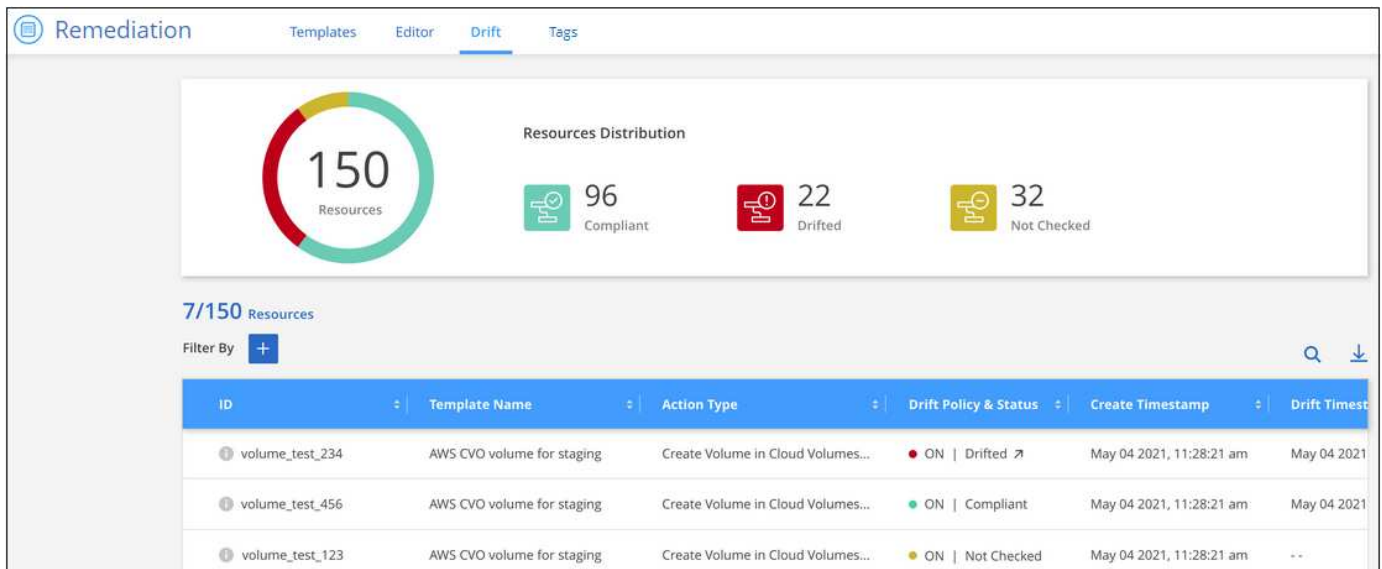 Remediation Templates Editor Drift Tags
Resources Distribution
150
Resources
96
Compliant
22
Drifted
32
Not Checked
7/150 Resources
Filter By +
ID Template Name Action Type Drift Policy & Status Create Timestamp Drift Timest
volume_test_234 AWS CVO volume for staging Create Volume in Cloud Volumes... ON | Drifted May 04 2021, 11:28:21 am May 04 2021
volume_test_456 AWS CVO volume for staging Create Volume in Cloud Volumes... ON | Compliant May 04 2021, 11:28:21 am May 04 2021
volume_test_123 AWS CVO volume for staging Create Volume in Cloud Volumes... ON | Not Checked May 04 2021, 11:28:21 am - -